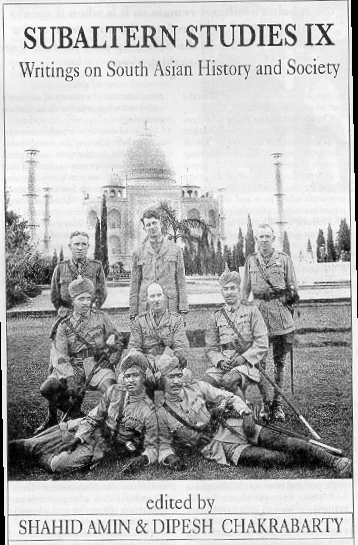 SUBALTERN STUDIES IX
Writings on South Asian History and Society
edited by
SHAHID AMIN & DIPESH CHAKRABARTY